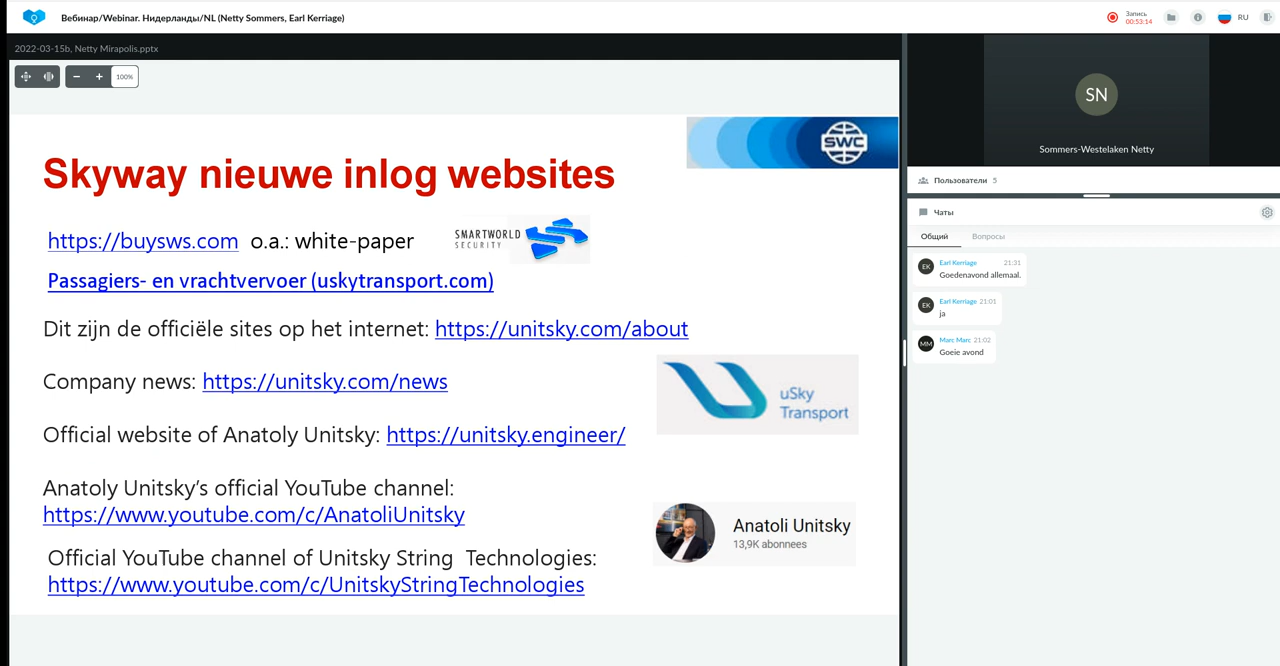 Вебинар/Webinar. Нидерланды/NL (Netty Sommers, Earl Kerriage)
Запись
00:53:14
RU
2022-03-15b, Netty Mirapolis.pptx
100%
SWC
Skyway nieuwe inlog websites
https://buysws.com o.a.: white-paper
SMARTWORLD
SECURITY
Passagiers- en vrachtvervoer (uskytransport.com)
Dit zijn de officiële sites op het internet: https://unitsky.com/about
Company news: https://unitsky.com/news
uSky
Transport
Official website of Anatoly Unitsky: https://unitsky.engineer/
Anatoly Unitsky’s official YouTube channel:
https://www.youtube.com/c/AnatoliUnitsky
Anatoli Unitsky
13,9K abonnees
Official YouTube channel of Unitsky String Technologies:
https://www.youtube.com/c/UnitskyStringTechnologies
SN
Sommers-Westelaken Netty
Пользователи 5
Чаты
Общий Вопросы
EK Earl Kerriage 21:31
Goedenavond allemaal.
EK Earl Kerriage 21:01
ja
MM Marc Marc 21:02
Goeie avond